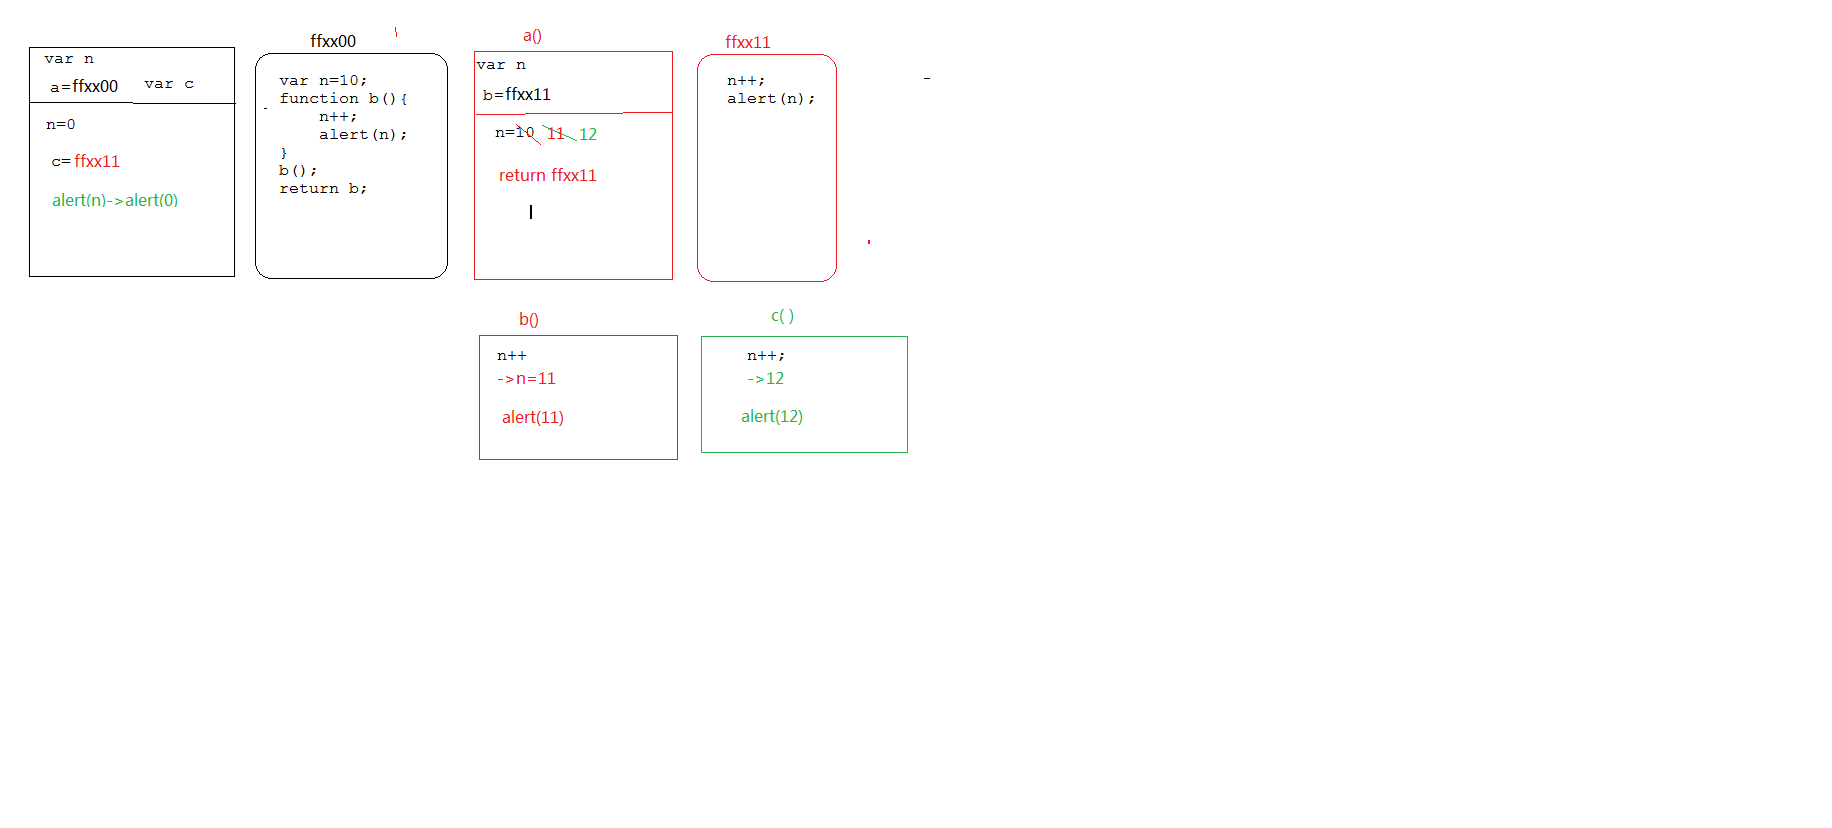 var n
a=ffxx00 var c
n=0
c=ffxx11
alert(n)->alert(0)
ffxx00
var n=10;
function b(){
n++;
alert(n);
}
b();
return b;
a()
var n
b=ffxx11
n=10 11 12
return ffxx11
ffxx11
n++;
alert(n);
b()
n++
->n=11
alert(11)
c( )
n++;
->12
alert(12)